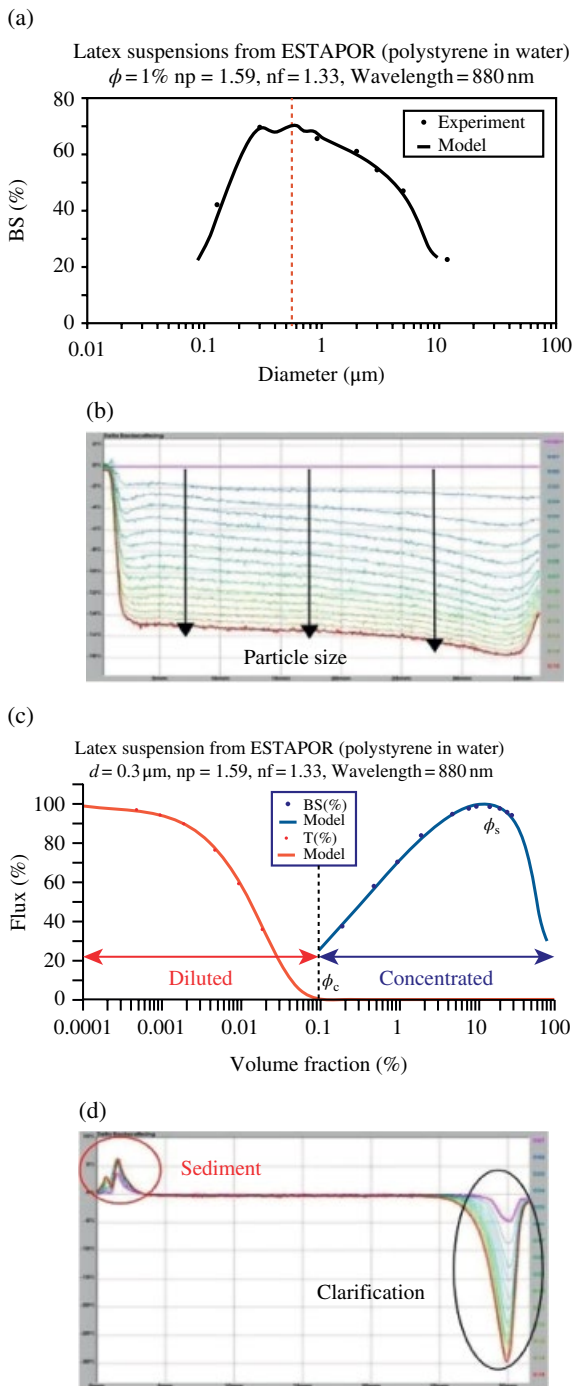 (a)
Latex suspensions from ESTAPOR (polystyrene in water)
ϕ = 1% np = 1.59, nf = 1.33, Wavelength = 880 nm
80
60
40
20
0
BS (%)
Experiment
Model
0.01
0.1
1
10
100
Diameter (μm)
(b)
Delta Backscattering
Particle size
(c)
Latex suspension from ESTAPOR (polystyrene in water)
d = 0.3 μm, np = 1.59, nf = 1.33, Wavelength = 880 nm
100
80
60
40
20
0
Flux (%)
BS(%)
Model
T(%)
Model
ϕs
Diluted
ϕc
Concentrated
0.0001
0.001
0.01
0.1
1
10
100
Volume fraction (%)
(d)
Delta Backscattering
Sediment
Clarification